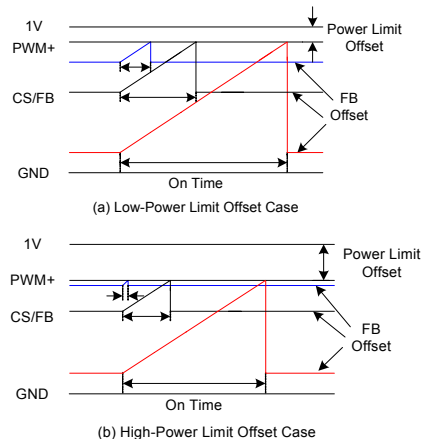 1V
Power Limit
Offset
PWM+
FB
Offset
CS/FB
GND
On Time
(a) Low-Power Limit Offset Case
1V
Power Limit
Offset
PWM+
CS/FB
FB
Offset
GND
On Time
(b) High-Power Limit Offset Case